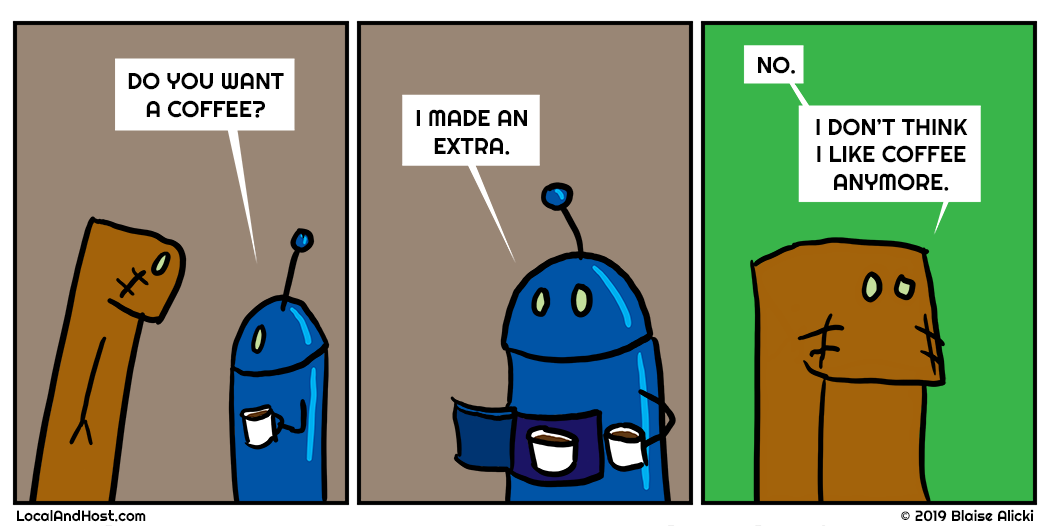 DO YOU WANT
A COFFEE?
I MADE AN
EXTRA.
NO.
I DON'T THINK
I LIKE COFFEE
ANYMORE.
LocalAndHost.com
© 2019 Blaise Alicki